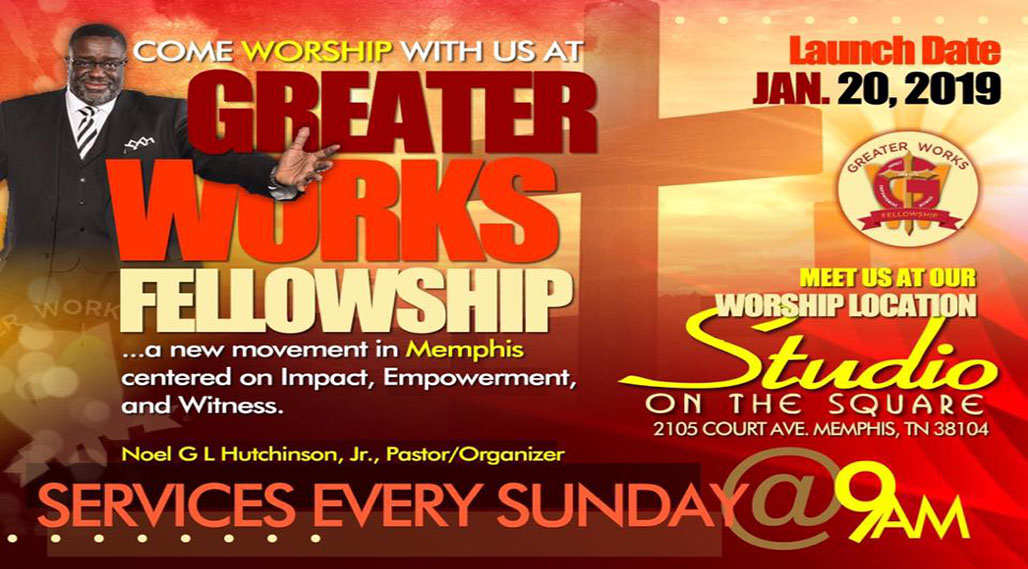 COME WORSHIP WITH US AT
GREATER
WORKS
FELLOWSHIP
...a new movement in Memphis
centered on Impact, Empowerment,
and Witness.
Noel G L Hutchinson, Jr., Pastor/Organizer
SERVICES EVERY SUNDAY@9AM
Launch Date
JAN. 20, 2019
GREATER WORKS
FELLOWSHIP
MEET US AT OUR
WORSHIP LOCATION
Studio
ON THE SQUARE
2105 COURT AVE. MEMPHIS, TN 38104